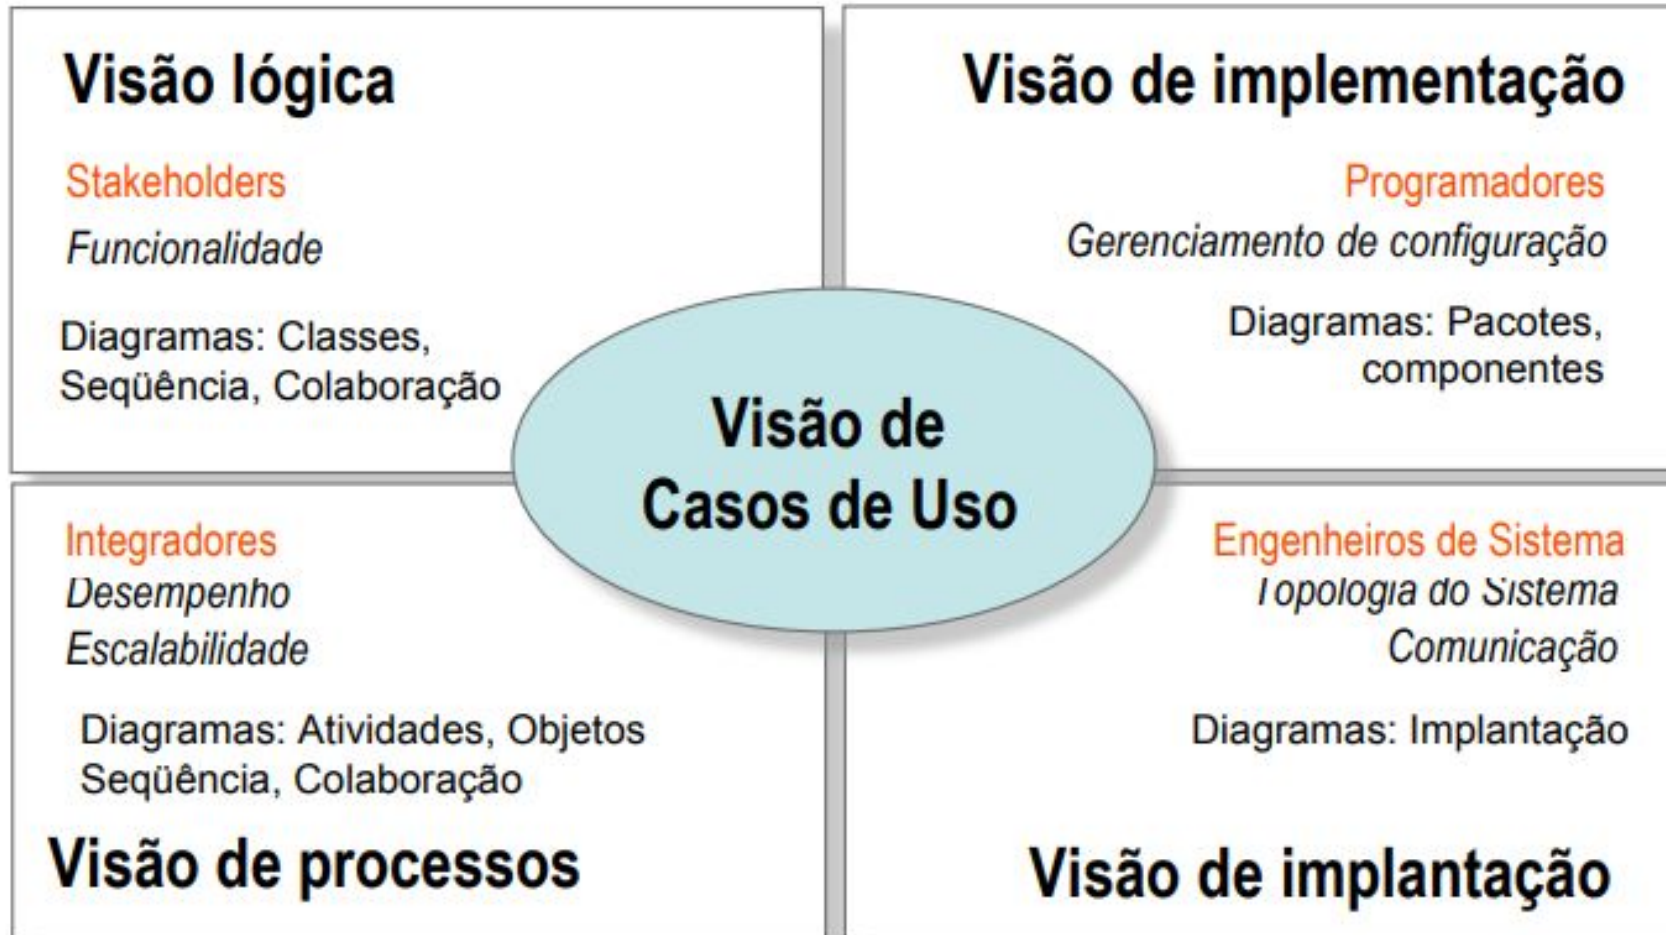 Visão lógica
Stakeholders
Funcionalidade
Diagramas: Classes,
Seqüência, Colaboração
Visão de implementação
Programadores
Gerenciamento de configuração
Diagramas: Pacotes,
componentes
Visão de
Casos de Uso
Integradores
Desempenho
Escalabilidade
Diagramas: Atividades, Objetos
Seqüência, Colaboração
Visão de processos
Engenheiros de Sistema
Topologia do Sistema
Comunicação
Diagramas: Implantação
Visão de implantação